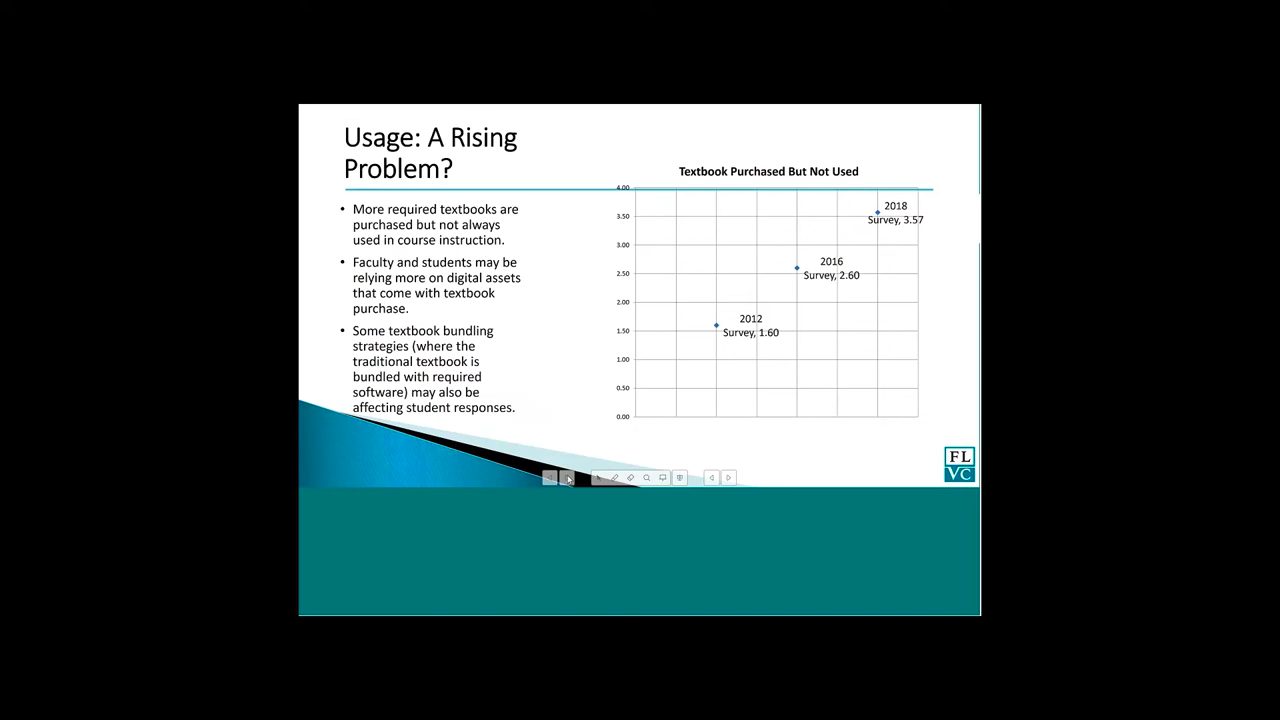 Usage: A Rising
Problem?
• More required textbooks are
purchased but not always
used in course instruction.
• Faculty and students may be
relying more on digital assets
that come with textbook
purchase.
• Some textbook bundling
strategies (where the
traditional textbook is
bundled with required
software) may also be
affecting student responses.
Textbook Purchased But Not Used
4.00
3.50
3.00
2.50
2.00
1.50
1.00
0.50
0.00
2018
Survey, 3.57
2016
Survey, 2.60
2012
Survey, 1.60
FL
VC